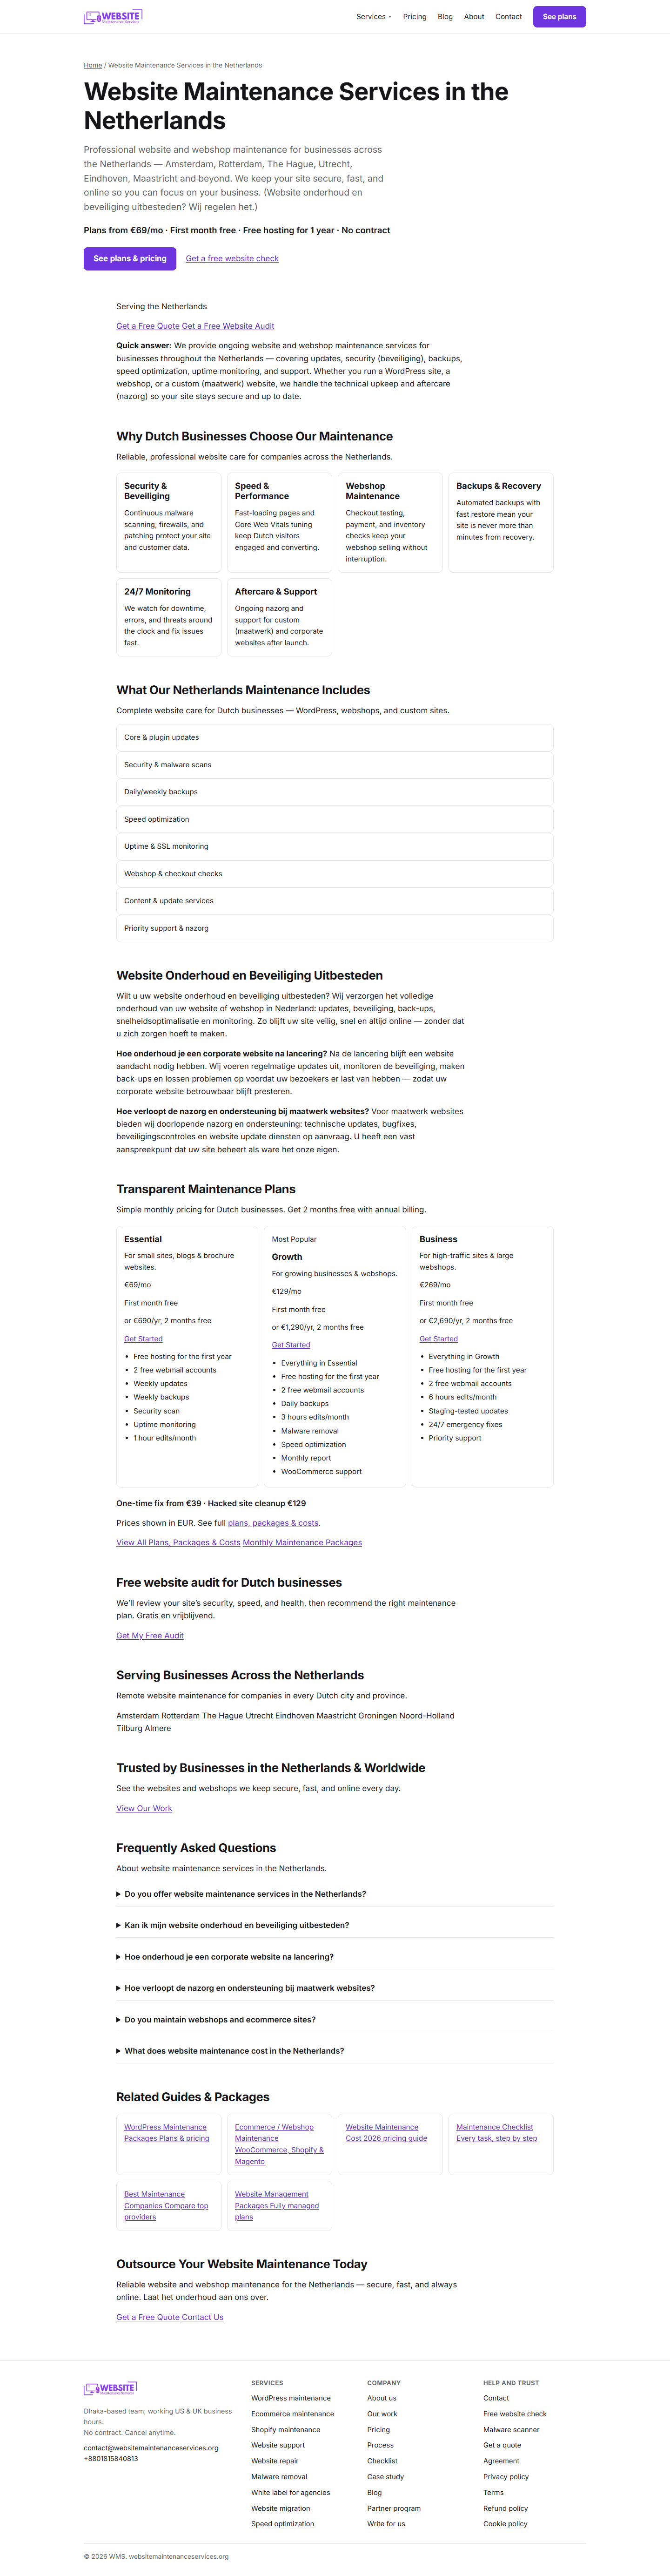 WEBSITE
Services
Pricing
Blog
About
Contact
See plans
Home / Website Maintenance Services in the Netherlands
Website Maintenance Services in the
Netherlands
Professional website and webshop maintenance for businesses across
the Netherlands — Amsterdam, Rotterdam, The Hague, Utrecht,
Eindhoven, Maastricht and beyond. We keep your site secure, fast, and
online so you can focus on your business. (Website onderhoud en
beveiliging uitbesteden? Wij regelen het.)
Plans from €69/mo · First month free · Free hosting for 1 year · No contract
See plans & pricing
Get a free website check
Serving the Netherlands
Get a Free Quote Get a Free Website Audit
Quick answer: We provide ongoing website and webshop maintenance services for
businesses throughout the Netherlands — covering updates, security (beveiliging), backups,
speed optimization, uptime monitoring, and support. Whether you run a WordPress site, a
webshop, or a custom (maatwerk) website, we handle the technical upkeep and aftercare
(nazorg) so your site stays secure and up to date.
Why Dutch Businesses Choose Our Maintenance
Reliable, professional website care for companies across the Netherlands.
Security &
Beveiliging
Continuous malware
scanning, firewalls, and
patching protect your site
and customer data.
Speed &
Performance
Fast-loading pages and
Core Web Vitals tuning
keep Dutch visitors
engaged and converting.
Webshop
Maintenance
Checkout testing,
payment, and inventory
checks keep your
webshop selling without
interruption.
Backups & Recovery
Automated backups with
fast restore mean your
site is never more than
minutes from recovery.
24/7 Monitoring
We watch for downtime,
errors, and threats around
the clock and fix issues
fast.
Aftercare & Support
Ongoing nazorg and
support for custom
(maatwerk) and corporate
websites after launch.
What Our Netherlands Maintenance Includes
Complete website care for Dutch businesses — WordPress, webshops, and custom sites.
Core & plugin updates
Security & malware scans
Daily/weekly backups
Speed optimization
Uptime & SSL monitoring
Webshop & checkout checks
Content & update services
Priority support & nazorg
Website Onderhoud en Beveiliging Uitbesteden
Wilt u uw website onderhoud en beveiliging uitbesteden? Wij verzorgen het volledige
onderhoud van uw website of webshop in Nederland: updates, beveiliging, back-ups,
snelheidsoptimalisatie en monitoring. Zo blijft uw site veilig, snel en altijd online — zonder dat
u zich zorgen hoeft te maken.
Hoe onderhoud je een corporate website na lancering? Na de lancering blijft een website
aandacht nodig hebben. Wij voeren regelmatige updates uit, monitoren de beveiliging, maken
back-ups en lossen problemen op voordat uw bezoekers er last van hebben — zodat uw
corporate website betrouwbaar blijft presteren.
Hoe verloopt de nazorg en ondersteuning bij maatwerk websites? Voor maatwerk websites
bieden wij doorlopende nazorg en ondersteuning: technische updates, bugfixes,
beveiligingscontroles en website update diensten op aanvraag. U heeft een vast
aanspreekpunt dat uw site beheert als ware het onze eigen.
Transparent Maintenance Plans
Simple monthly pricing for Dutch businesses. Get 2 months free with annual billing.
Essential
For small sites, blogs & brochure
websites.
€69/mo
First month free
or €690/yr, 2 months free
Get Started
• Free hosting for the first year
• 2 free webmail accounts
• Weekly updates
• Weekly backups
• Security scan
• Uptime monitoring
• 1 hour edits/month
Most Popular
Growth
For growing businesses & webshops.
€129/mo
First month free
or €1,290/yr, 2 months free
Get Started
• Everything in Essential
• Free hosting for the first year
• 2 free webmail accounts
• Daily backups
• 3 hours edits/month
• Malware removal
• Speed optimization
• Monthly report
• WooCommerce support
Business
For high-traffic sites & large
webshops.
€269/mo
First month free
or €2,690/yr, 2 months free
Get Started
• Everything in Growth
• Free hosting for the first year
• 2 free webmail accounts
• 6 hours edits/month
• Staging-tested updates
• 24/7 emergency fixes
• Priority support
One-time fix from €39 · Hacked site cleanup €129
Prices shown in EUR. See full plans, packages & costs.
View All Plans, Packages & Costs Monthly Maintenance Packages
Free website audit for Dutch businesses
We'll review your site's security, speed, and health, then recommend the right maintenance
plan. Gratis en vrijblijvend.
Get My Free Audit
Serving Businesses Across the Netherlands
Remote website maintenance for companies in every Dutch city and province.
Amsterdam Rotterdam The Hague Utrecht Eindhoven Maastricht Groningen Noord-Holland
Tilburg Almere
Trusted by Businesses in the Netherlands & Worldwide
See the websites and webshops we keep secure, fast, and online every day.
View Our Work
Frequently Asked Questions
About website maintenance services in the Netherlands.
Do you offer website maintenance services in the Netherlands?
Kan ik mijn website onderhoud en beveiliging uitbesteden?
Hoe onderhoud je een corporate website na lancering?
Hoe verloopt de nazorg en ondersteuning bij maatwerk websites?
Do you maintain webshops and ecommerce sites?
What does website maintenance cost in the Netherlands?
Related Guides & Packages
WordPress Maintenance
Packages Plans & pricing
Ecommerce / Webshop
Maintenance
WooCommerce, Shopify &
Magento
Website Maintenance
Cost 2026 pricing guide
Maintenance Checklist
Every task, step by step
Best Maintenance
Companies Compare top
providers
Website Management
Packages Fully managed
plans
Outsource Your Website Maintenance Today
Reliable website and webshop maintenance for the Netherlands — secure, fast, and always
online. Laat het onderhoud aan ons over.
Get a Free Quote Contact Us
WEBSITE
Dhaka-based team, working US & UK business
hours.
No contract. Cancel anytime.
contact@websitemaintenanceservices.org
+8801815840813
SERVICES
WordPress maintenance
Ecommerce maintenance
Shopify maintenance
Website support
Website repair
Malware removal
White label for agencies
Website migration
Speed optimization
COMPANY
About us
Our work
Pricing
Process
Checklist
Case study
Blog
Partner program
Write for us
HELP AND TRUST
Contact
Free website check
Malware scanner
Get a quote
Agreement
Privacy policy
Terms
Refund policy
Cookie policy
© 2026 WMS. websitemaintenanceservices.org